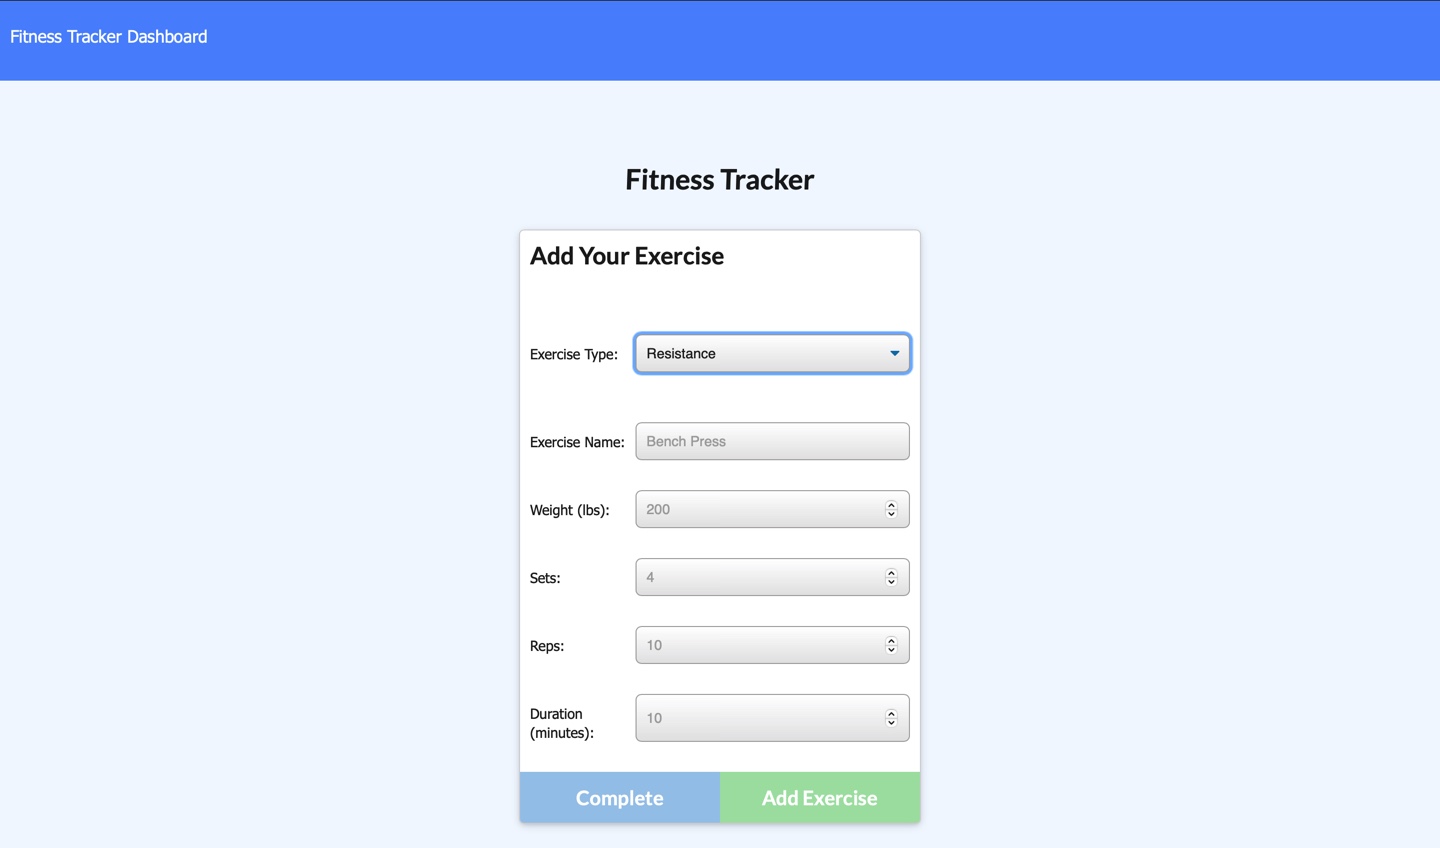 Fitness Tracker Dashboard
Fitness Tracker
Add Your Exercise
Exercise Type: Resistance
Exercise Name: Bench Press
Weight (lbs): 200
Sets: 4
Reps: 10
Duration
(minutes): 10
Complete Add Exercise